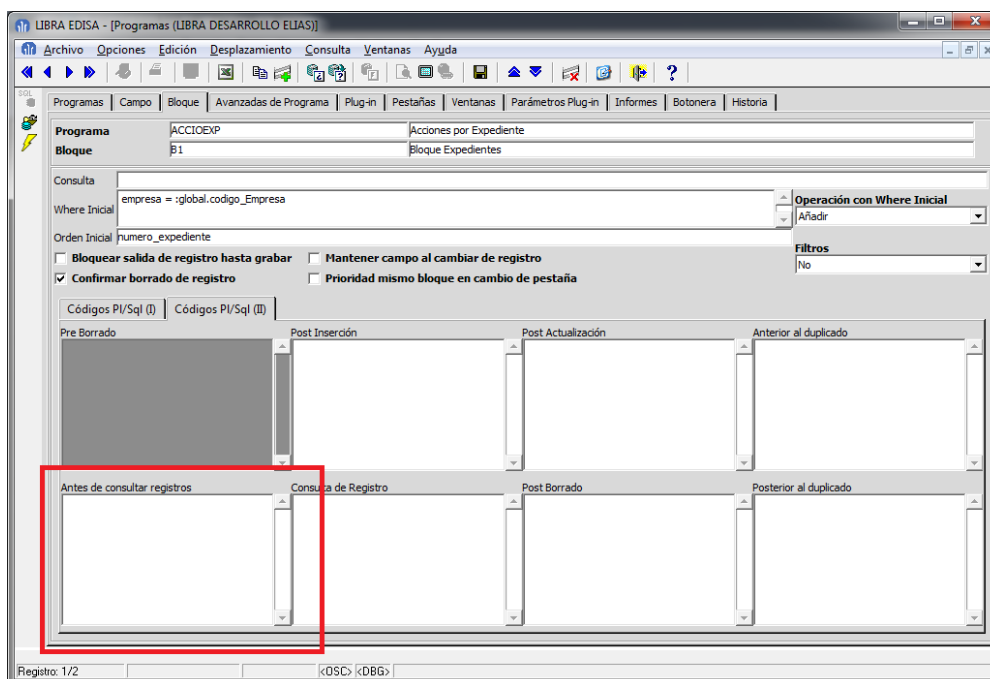 LIBRA EDISA - [Programas (LIBRA DESARROLLO ELIAS)]
Archivo Opciones Edición Desplazamiento Consulta Ventanas Ayuda
SQL
Programas Campo Bloque Avanzadas de Programa Plug-in Pestañas Ventanas Parámetros Plug-in Informes Botonera Historia
Programa ACCIOEXP Acciones por Expediente
Bloque B1 Bloque Expedientes
Consulta
Where Inicial empresa = :global.codigo_Empresa
Operación con Where Inicial
Añadir
Orden Inicial numero_expediente
Filtros
No
Bloquear salida de registro hasta grabar Mantener campo al cambiar de registro
Confirmar borrado de registro Prioridad mismo bloque en cambio de pestaña
Códigos Pl/Sql (I) Códigos Pl/Sql (II)
Pre Borrado Post Inserción Post Actualización Anterior al duplicado
Antes de consultar registros Consulta de Registro Post Borrado Posterior al duplicado
Registro: 1/2 <OSC> <DBG>